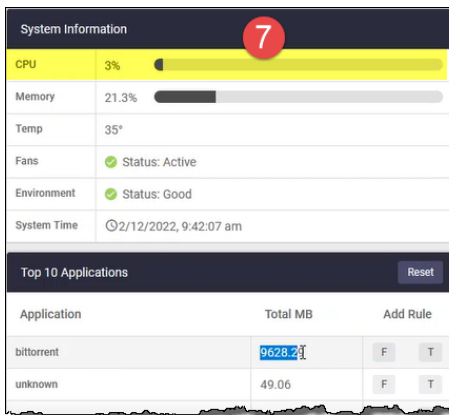 System Information
7
CPU 3%
Memory 21.3%
Temp 35°
Fans Status: Active
Environment Status: Good
System Time 2/12/2022, 9:42:07 am
Top 10 Applications Reset
Application Total MB Add Rule
bittorrent 9628.29 F T
unknown 49.06 F T